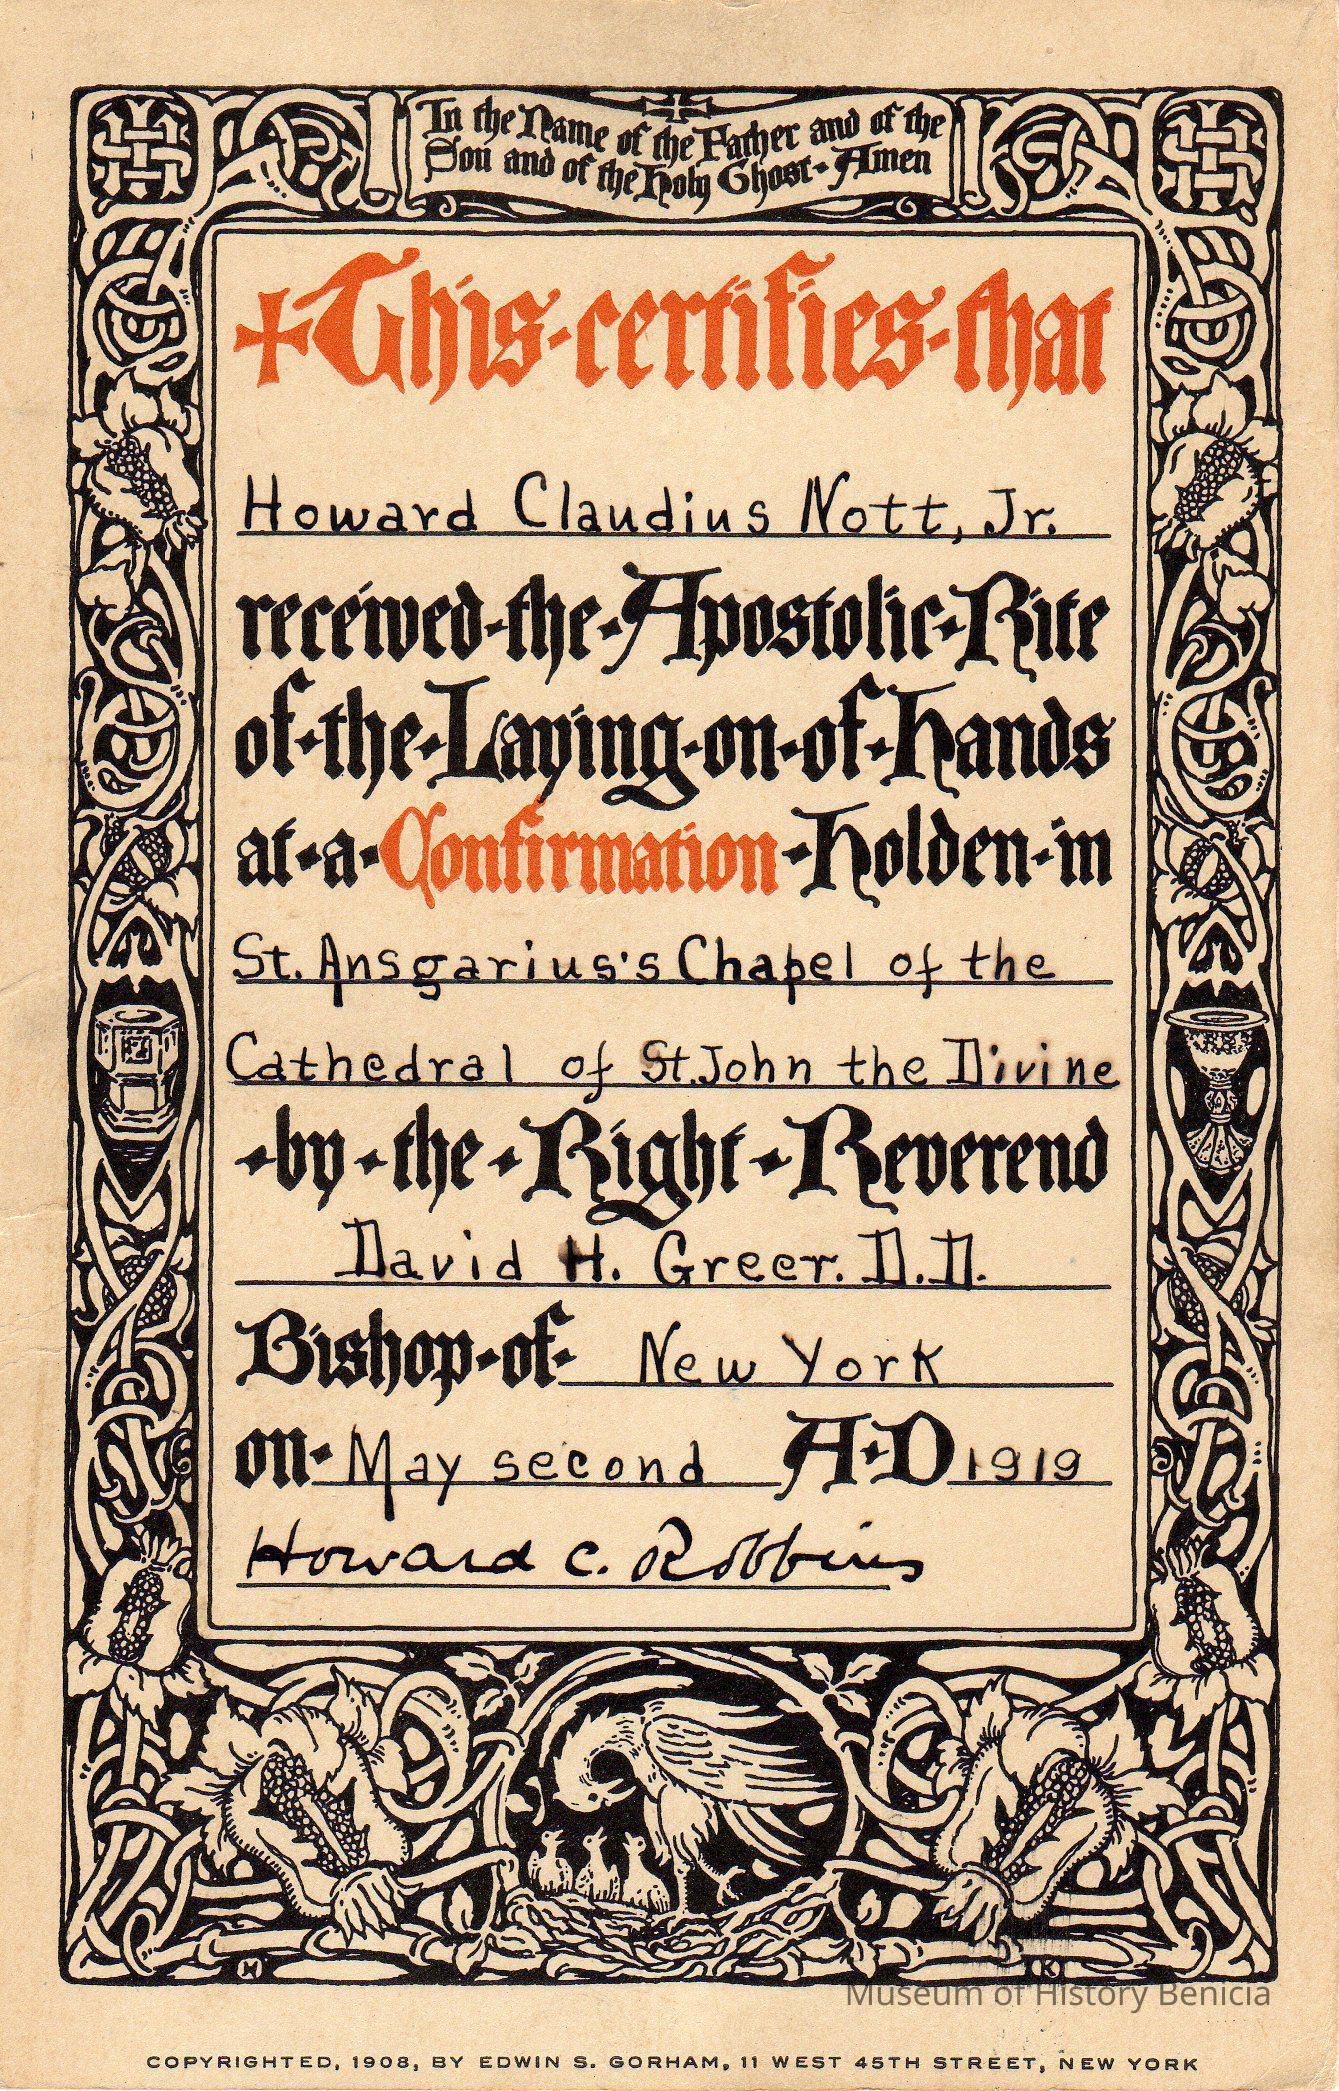 In the Name of the Father and of the
Son and of the Holy Ghost · Amen
This · certifies · that
Howard Claudius Nott, Jr.
received · the · Apostolic · Rite
of · the · Laying · on · of · Hands
at · a · Confirmation · Holden · in
St. Ansgarius's Chapel of the
Cathedral of St. John the Divine
· by · the · Right · Reverend
David H. Greer. D.D.
Bishop · of · New York
on · May second A · D 1919
Howard C. Robbins
H K
Museum of History Benicia
COPYRIGHTED, 1908, BY EDWIN S. GORHAM, 11 WEST 45TH STREET, NEW YORK